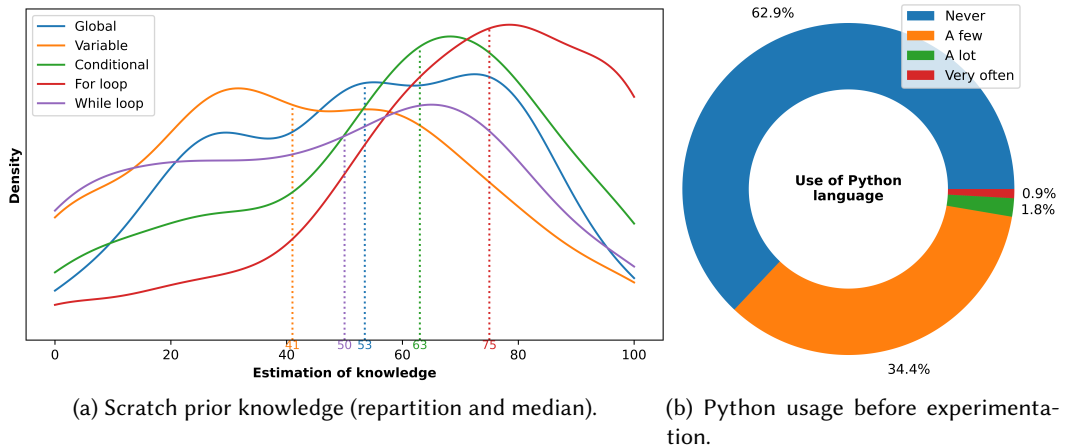 Global
Variable
Conditional
For loop
While loop
Density
41
50
53
63
75
0
20
40
60
80
100
Estimation of knowledge
(a) Scratch prior knowledge (repartition and median).
62.9%
Never
A few
A lot
Very often
Use of Python
language
0.9%
1.8%
34.4%
(b) Python usage before experimenta-
tion.